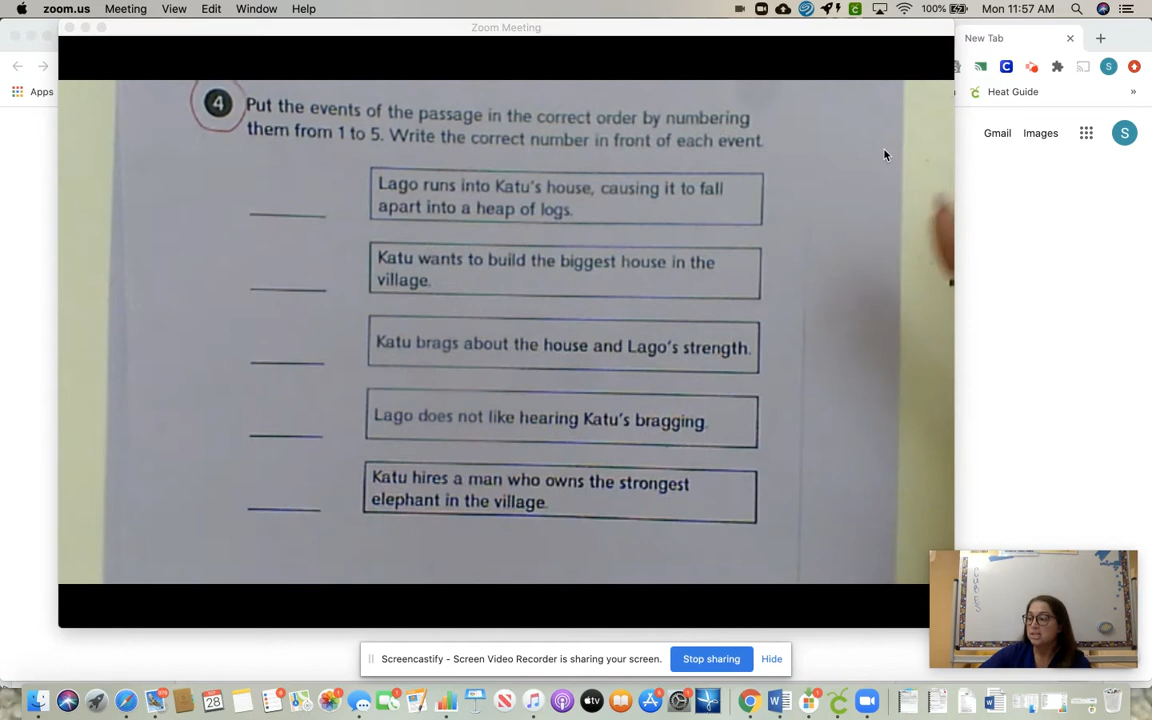 zoom.us Meeting View Edit Window Help 100% Mon 11:57 AM
Zoom Meeting
New Tab
Apps
Heat Guide
Gmail Images S
4 Put the events of the passage in the correct order by numbering
them from 1 to 5. Write the correct number in front of each event.
Lago runs into Katu's house, causing it to fall
apart into a heap of logs.
Katu wants to build the biggest house in the
village.
Katu brags about the house and Lago's strength.
Lago does not like hearing Katu's bragging.
Katu hires a man who owns the strongest
elephant in the village.
Screencastify - Screen Video Recorder is sharing your screen. Stop sharing Hide